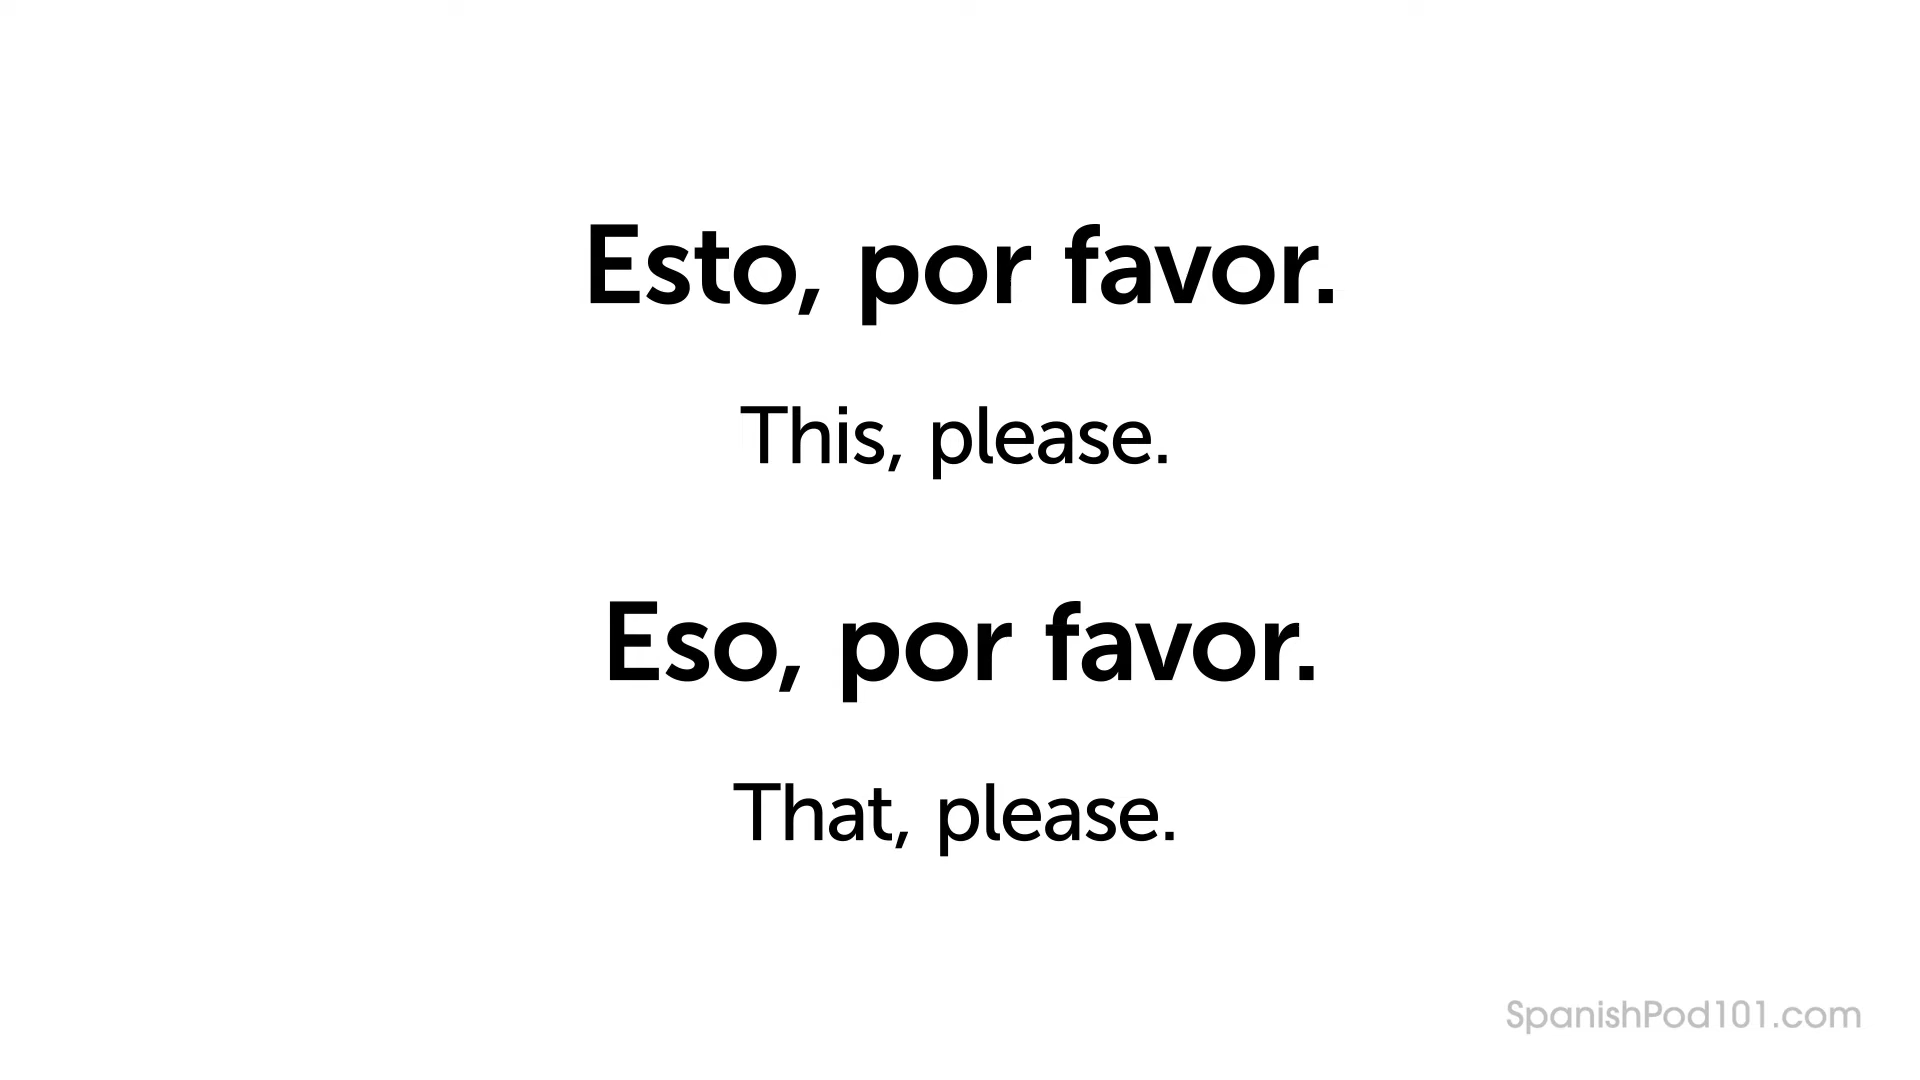 Esto, por favor.
This, please.
Eso, por favor.
That, please.
SpanishPod101.com